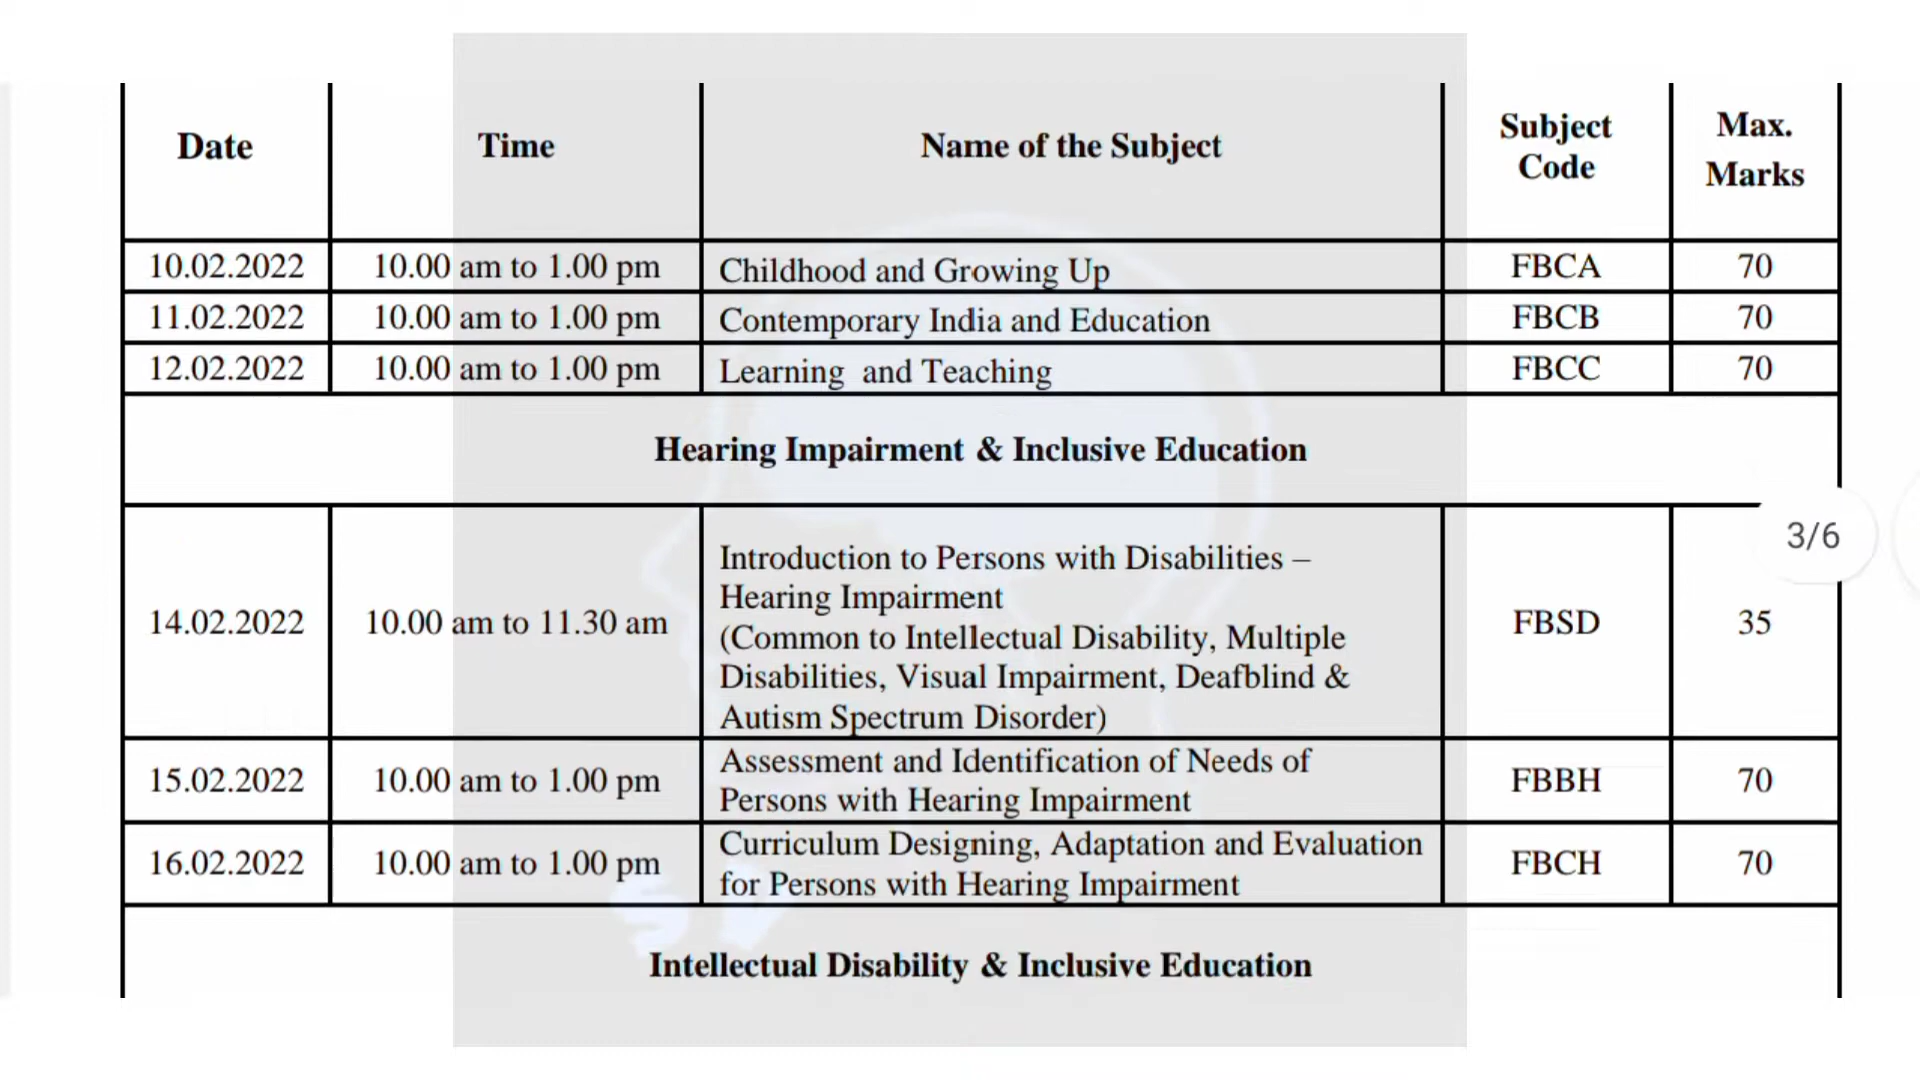 Date Time Name of the Subject Subject Code Max. Marks
10.02.2022 10.00 am to 1.00 pm Childhood and Growing Up FBCA 70
11.02.2022 10.00 am to 1.00 pm Contemporary India and Education FBCB 70
12.02.2022 10.00 am to 1.00 pm Learning and Teaching FBCC 70
Hearing Impairment & Inclusive Education
3/6
14.02.2022 10.00 am to 11.30 am Introduction to Persons with Disabilities –
Hearing Impairment
(Common to Intellectual Disability, Multiple
Disabilities, Visual Impairment, Deafblind &
Autism Spectrum Disorder) FBSD 35
15.02.2022 10.00 am to 1.00 pm Assessment and Identification of Needs of
Persons with Hearing Impairment FBBH 70
16.02.2022 10.00 am to 1.00 pm Curriculum Designing, Adaptation and Evaluation
for Persons with Hearing Impairment FBCH 70
Intellectual Disability & Inclusive Education